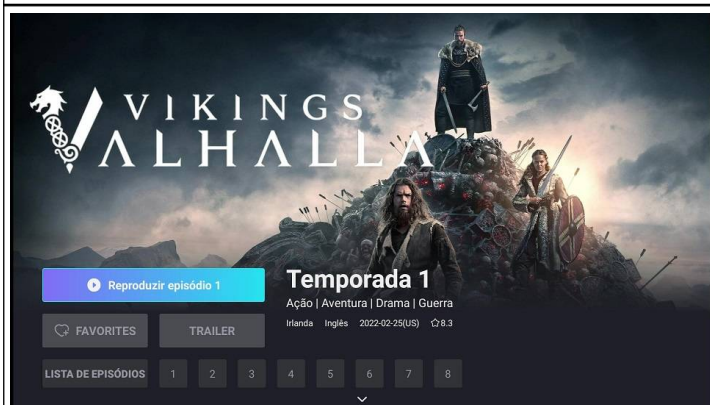 VIKINGS
VALHALLA
Reproduzir episódio 1
Temporada 1
Ação | Aventura | Drama | Guerra
FAVORITES
TRAILER
Irlanda Inglês 2022-02-25(US) 8.3
LISTA DE EPISÓDIOS 1 2 3 4 5 6 7 8